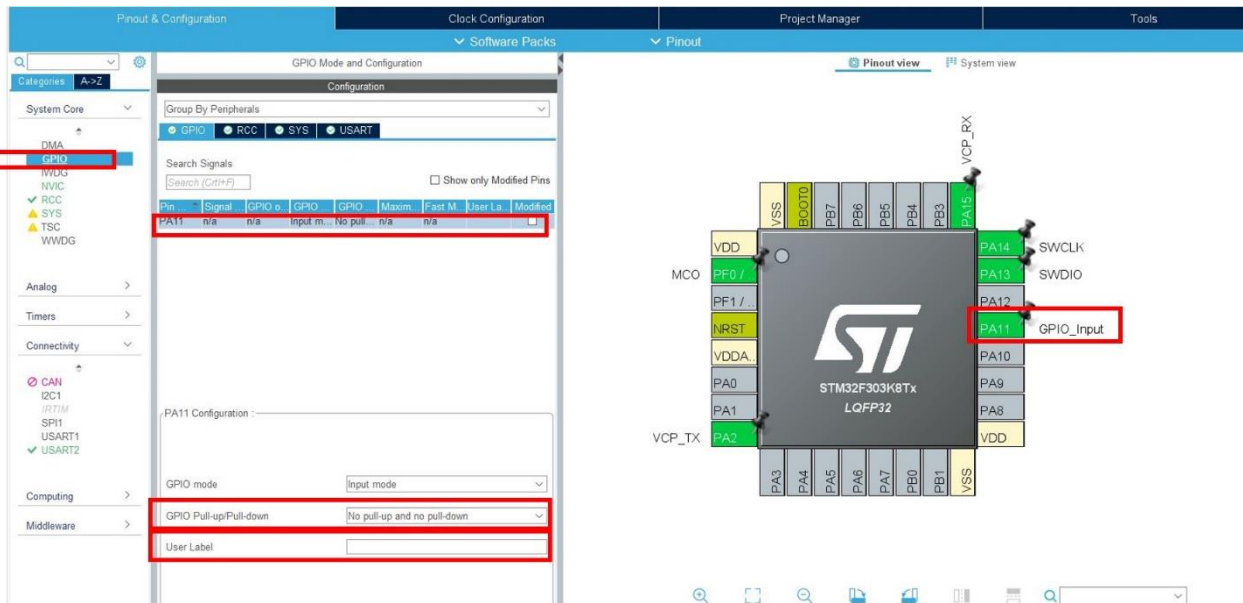 Pinout & Configuration
Clock Configuration
Project Manager
Tools
Software Packs
Pinout
Categories
A->Z
System Core
DMA
GPIO
IWDG
NVIC
RCC
SYS
TSC
WWDG
Analog
Timers
Connectivity
CAN
I2C1
IRTIM
SPI1
USART1
USART2
Computing
Middleware
GPIO Mode and Configuration
Configuration
Group By Peripherals
GPIO RCC SYS USART
Search Signals
Search (Crtl+F)
Show only Modified Pins
Pin ... Signal... GPIO o... GPIO ... GPIO ... Maxim... Fast M... User La... Modified
PA11 n/a n/a Input m... No pull... n/a n/a
PA11 Configuration :
GPIO mode Input mode
GPIO Pull-up/Pull-down No pull-up and no pull-down
User Label
Pinout view
System view
VCP_RX
VSS BOOT0 PB7 PB6 PB5 PB4 PB3 PA15
VDD
MCO PF0 / ..
PF1 / ..
NRST
VDDA..
PA0
PA1
VCP_TX PA2
ST
STM32F303K8Tx
LQFP32
PA14 SWCLK
PA13 SWDIO
PA12
PA11 GPIO_Input
PA10
PA9
PA8
VDD
PA3 PA4 PA5 PA6 PA7 PB0 PB1 VSS